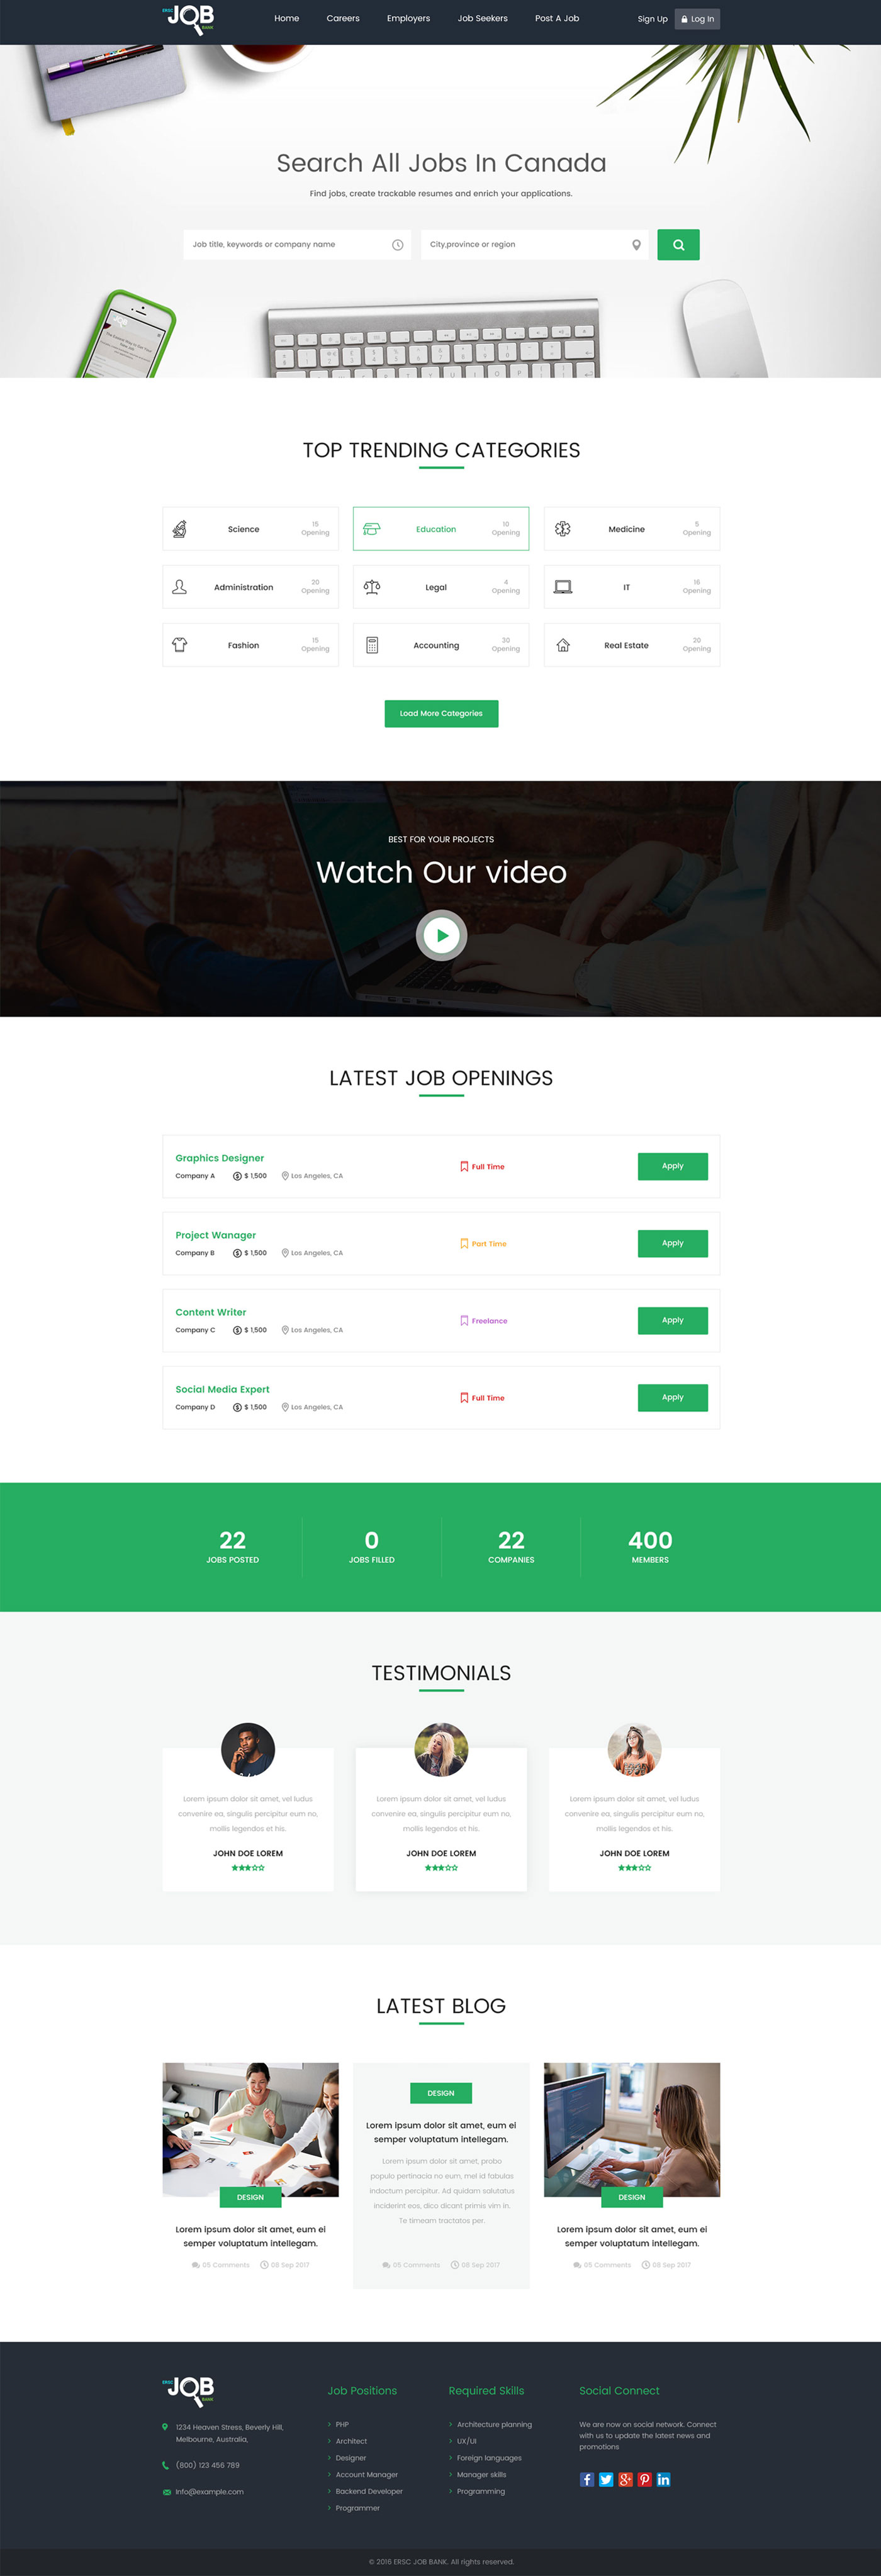 ERSC
JOB
BANK
Home
Careers
Employers
Job Seekers
Post A Job
Sign Up
Log In
Search All Jobs In Canada
Find jobs, create trackable resumes and enrich your applications.
Job title, keywords or company name
City,province or region
TOP TRENDING CATEGORIES
Science
15
Opening
Education
10
Opening
Medicine
5
Opening
Administration
20
Opening
Legal
4
Opening
IT
16
Opening
Fashion
15
Opening
Accounting
30
Opening
Real Estate
20
Opening
Load More Categories
BEST FOR YOUR PROJECTS
Watch Our video
LATEST JOB OPENINGS
Graphics Designer
Company A
$ 1,500
Los Angeles, CA
Full Time
Apply
Project Wanager
Company B
$ 1,500
Los Angeles, CA
Part Time
Apply
Content Writer
Company C
$ 1,500
Los Angeles, CA
Freelance
Apply
Social Media Expert
Company D
$ 1,500
Los Angeles, CA
Full Time
Apply
22
JOBS POSTED
0
JOBS FILLED
22
COMPANIES
400
MEMBERS
TESTIMONIALS
Lorem ipsum dolor sit amet, vel ludus
convenire ea, singulis percipitur eum no,
mollis legendos et his.
JOHN DOE LOREM
Lorem ipsum dolor sit amet, vel ludus
convenire ea, singulis percipitur eum no,
mollis legendos et his.
JOHN DOE LOREM
Lorem ipsum dolor sit amet, vel ludus
convenire ea, singulis percipitur eum no,
mollis legendos et his.
JOHN DOE LOREM
LATEST BLOG
DESIGN
Lorem ipsum dolor sit amet, eum ei
semper voluptatum intellegam.
05 Comments
08 Sep 2017
DESIGN
Lorem ipsum dolor sit amet, eum ei
semper voluptatum intellegam.
Lorem ipsum dolor sit amet, probo
populo pertinacia no eum, mel id fabulas
indoctum percipitur. Ad quidam salutatus
inciderint eos, dico dicant primis vim in.
Te timeam tractatos per.
05 Comments
08 Sep 2017
DESIGN
Lorem ipsum dolor sit amet, eum ei
semper voluptatum intellegam.
05 Comments
08 Sep 2017
ERSC
JOB
BANK
1234 Heaven Stress, Beverly Hill,
Melbourne, Australia,
(800) 123 456 789
Info@example.com
Job Positions
PHP
Architect
Designer
Account Manager
Backend Developer
Programmer
Required Skills
Architecture planning
UX/UI
Foreign languages
Manager skills
Programming
Social Connect
We are now on social network. Connect
with us to update the latest news and
promotions
© 2016 ERSC JOB BANK. All rights reserved.